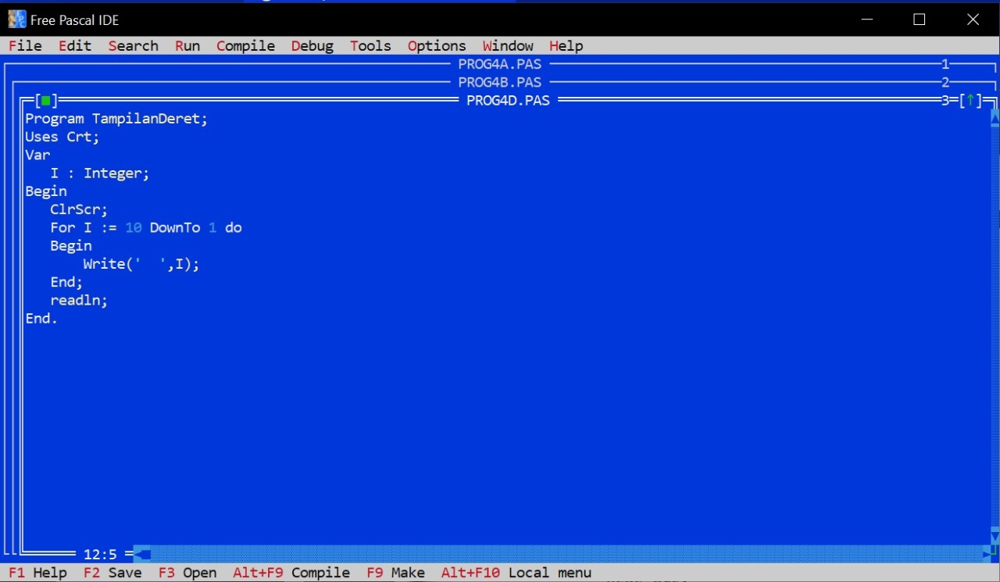 Free Pascal IDE
File Edit Search Run Compile Debug Tools Options Window Help
PROG4A.PAS 1
PROG4B.PAS 2
[■] PROG4D.PAS 3=[↑]
Program TampilanDeret;
Uses Crt;
Var
   I : Integer;
Begin
   ClrScr;
   For I := 10 DownTo 1 do
   Begin
       Write('  ',I);
   End;
   readln;
End.
12:5
F1 Help F2 Save F3 Open Alt+F9 Compile F9 Make Alt+F10 Local menu